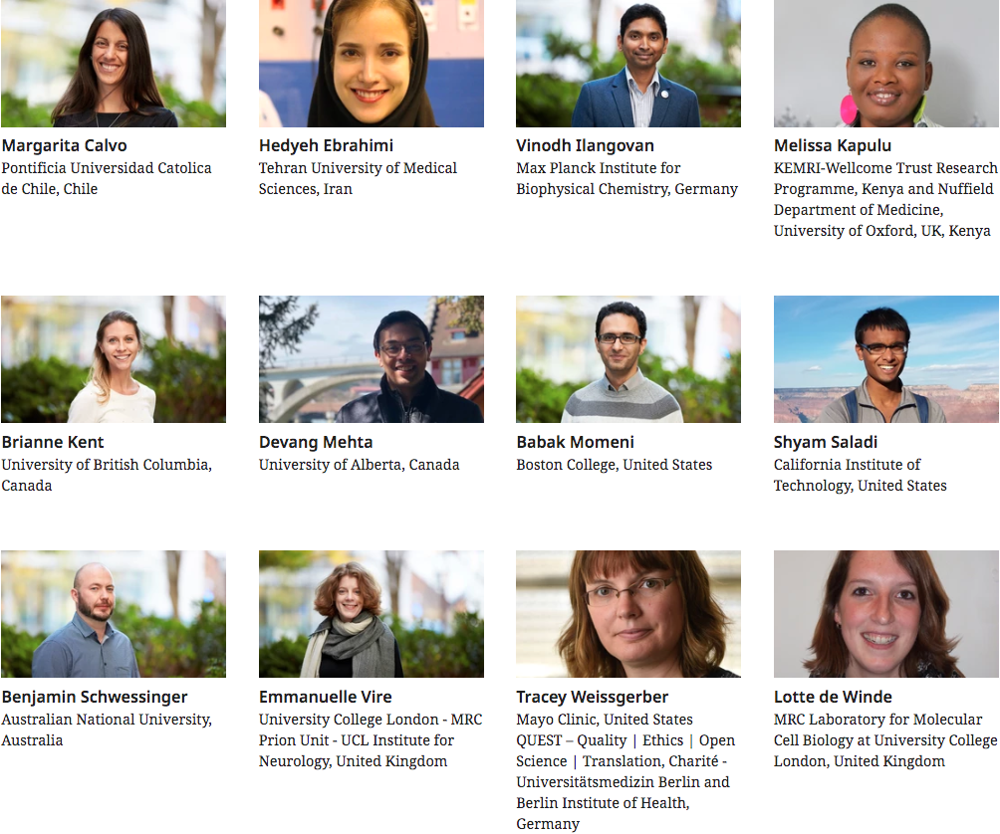 Margarita Calvo
Pontificia Universidad Catolica
de Chile, Chile
Hedyeh Ebrahimi
Tehran University of Medical
Sciences, Iran
Vinodh Ilangovan
Max Planck Institute for
Biophysical Chemistry, Germany
Melissa Kapulu
KEMRI-Wellcome Trust Research
Programme, Kenya and Nuffield
Department of Medicine,
University of Oxford, UK, Kenya
Brianne Kent
University of British Columbia,
Canada
Devang Mehta
University of Alberta, Canada
Babak Momeni
Boston College, United States
Shyam Saladi
California Institute of
Technology, United States
Benjamin Schwessinger
Australian National University,
Australia
Emmanuelle Vire
University College London - MRC
Prion Unit - UCL Institute for
Neurology, United Kingdom
Tracey Weissgerber
Mayo Clinic, United States
QUEST – Quality | Ethics | Open
Science | Translation, Charité -
Universitätsmedizin Berlin and
Berlin Institute of Health,
Germany
Lotte de Winde
MRC Laboratory for Molecular
Cell Biology at University College
London, United Kingdom